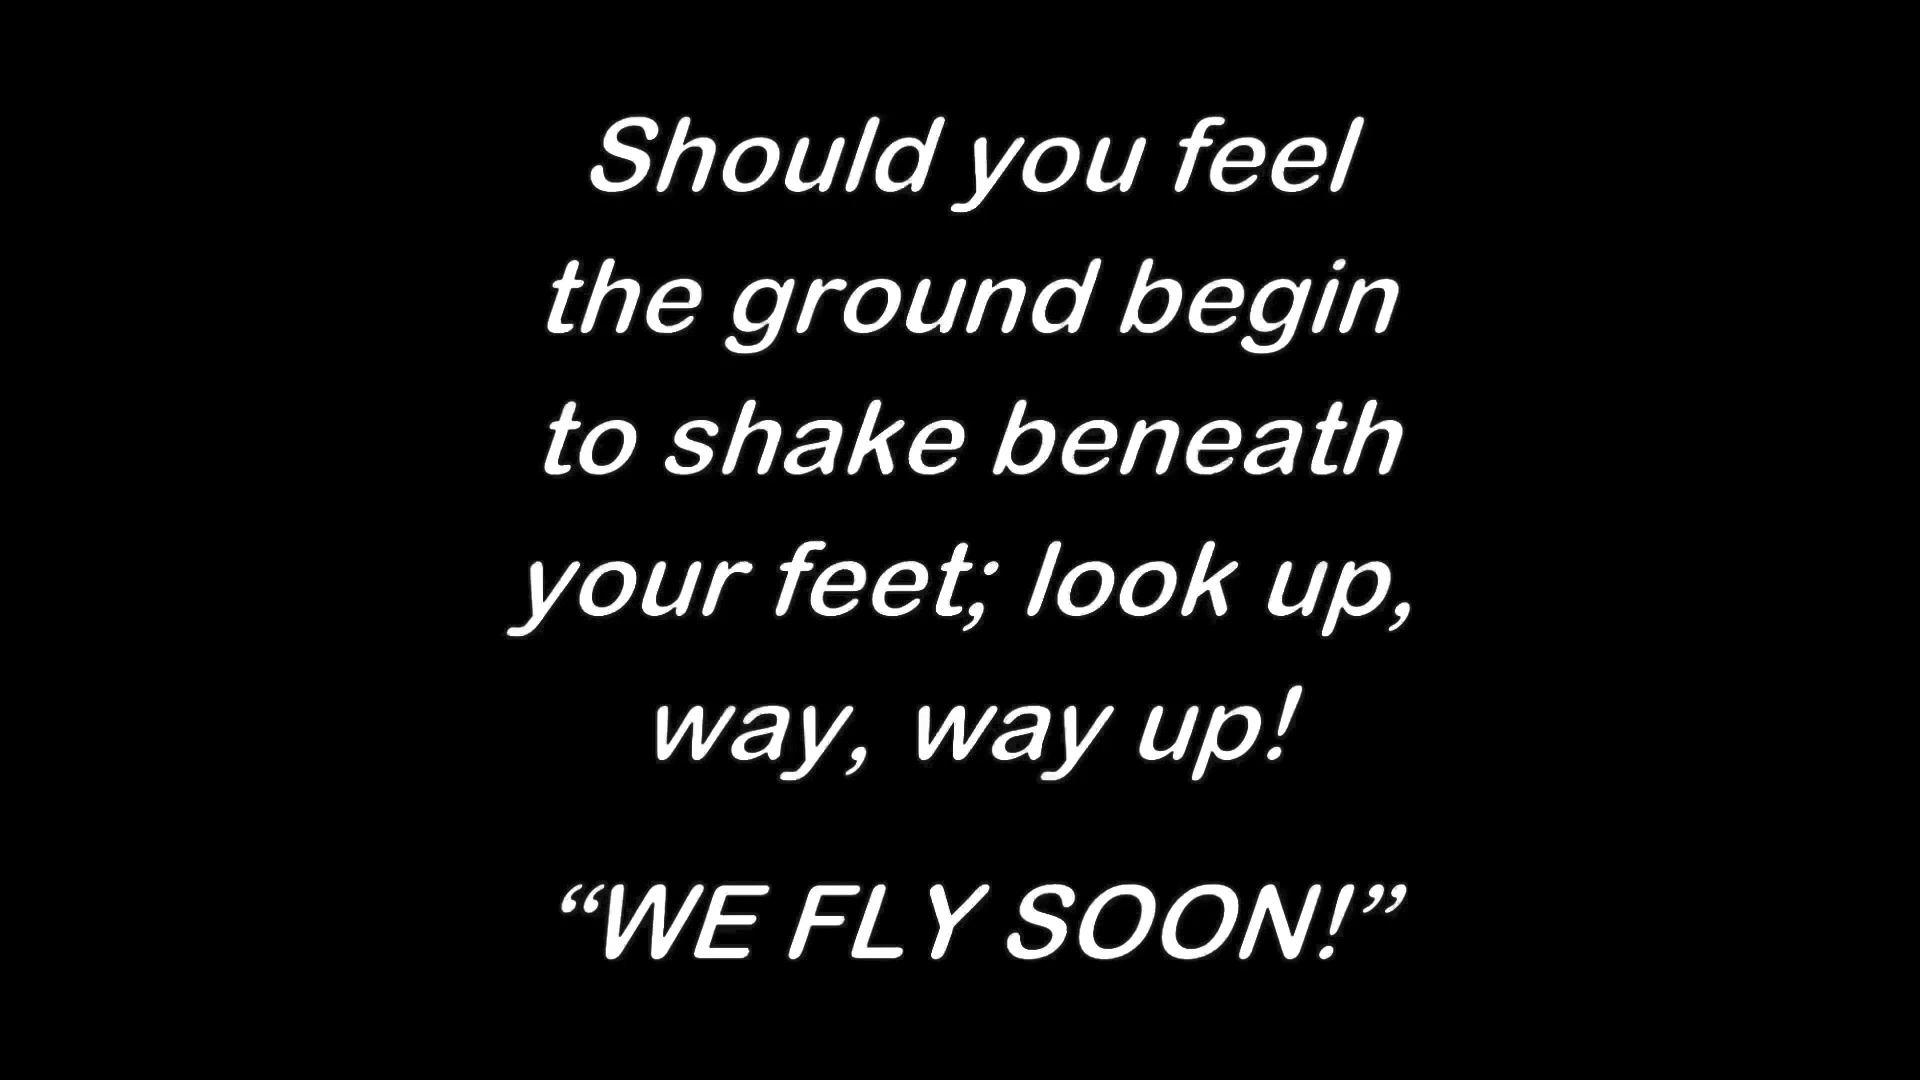 Should you feel
the ground begin
to shake beneath
your feet; look up,
way, way up!
“WE FLY SOON!”